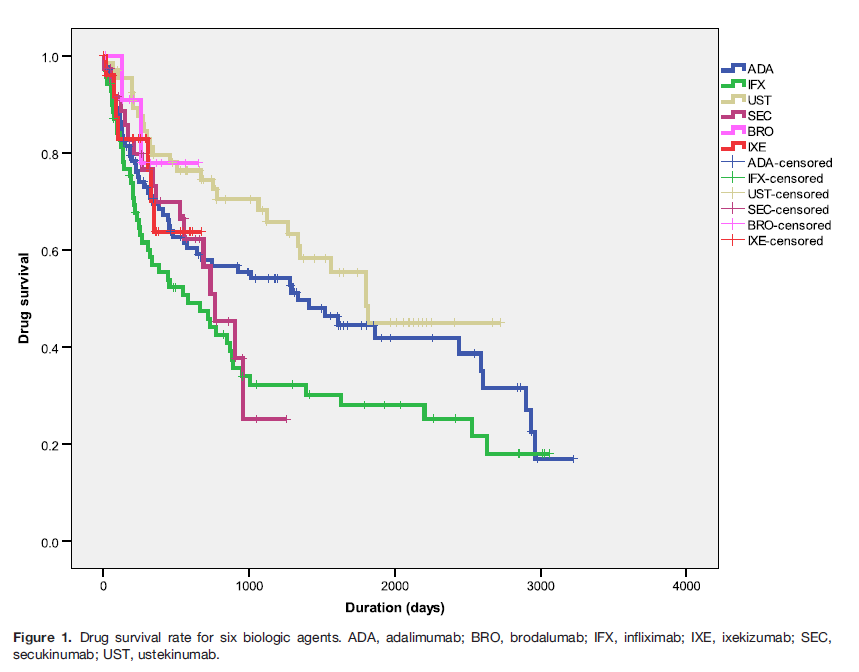 1.0
0.8
0.6
0.4
0.2
0.0
Drug survival
0
1000
2000
3000
4000
Duration (days)
ADA
IFX
UST
SEC
BRO
IXE
ADA-censored
IFX-censored
UST-censored
SEC-censored
BRO-censored
IXE-censored
Figure 1. Drug survival rate for six biologic agents. ADA, adalimumab; BRO, brodalumab; IFX, infliximab; IXE, ixekizumab; SEC,
secukinumab; UST, ustekinumab.